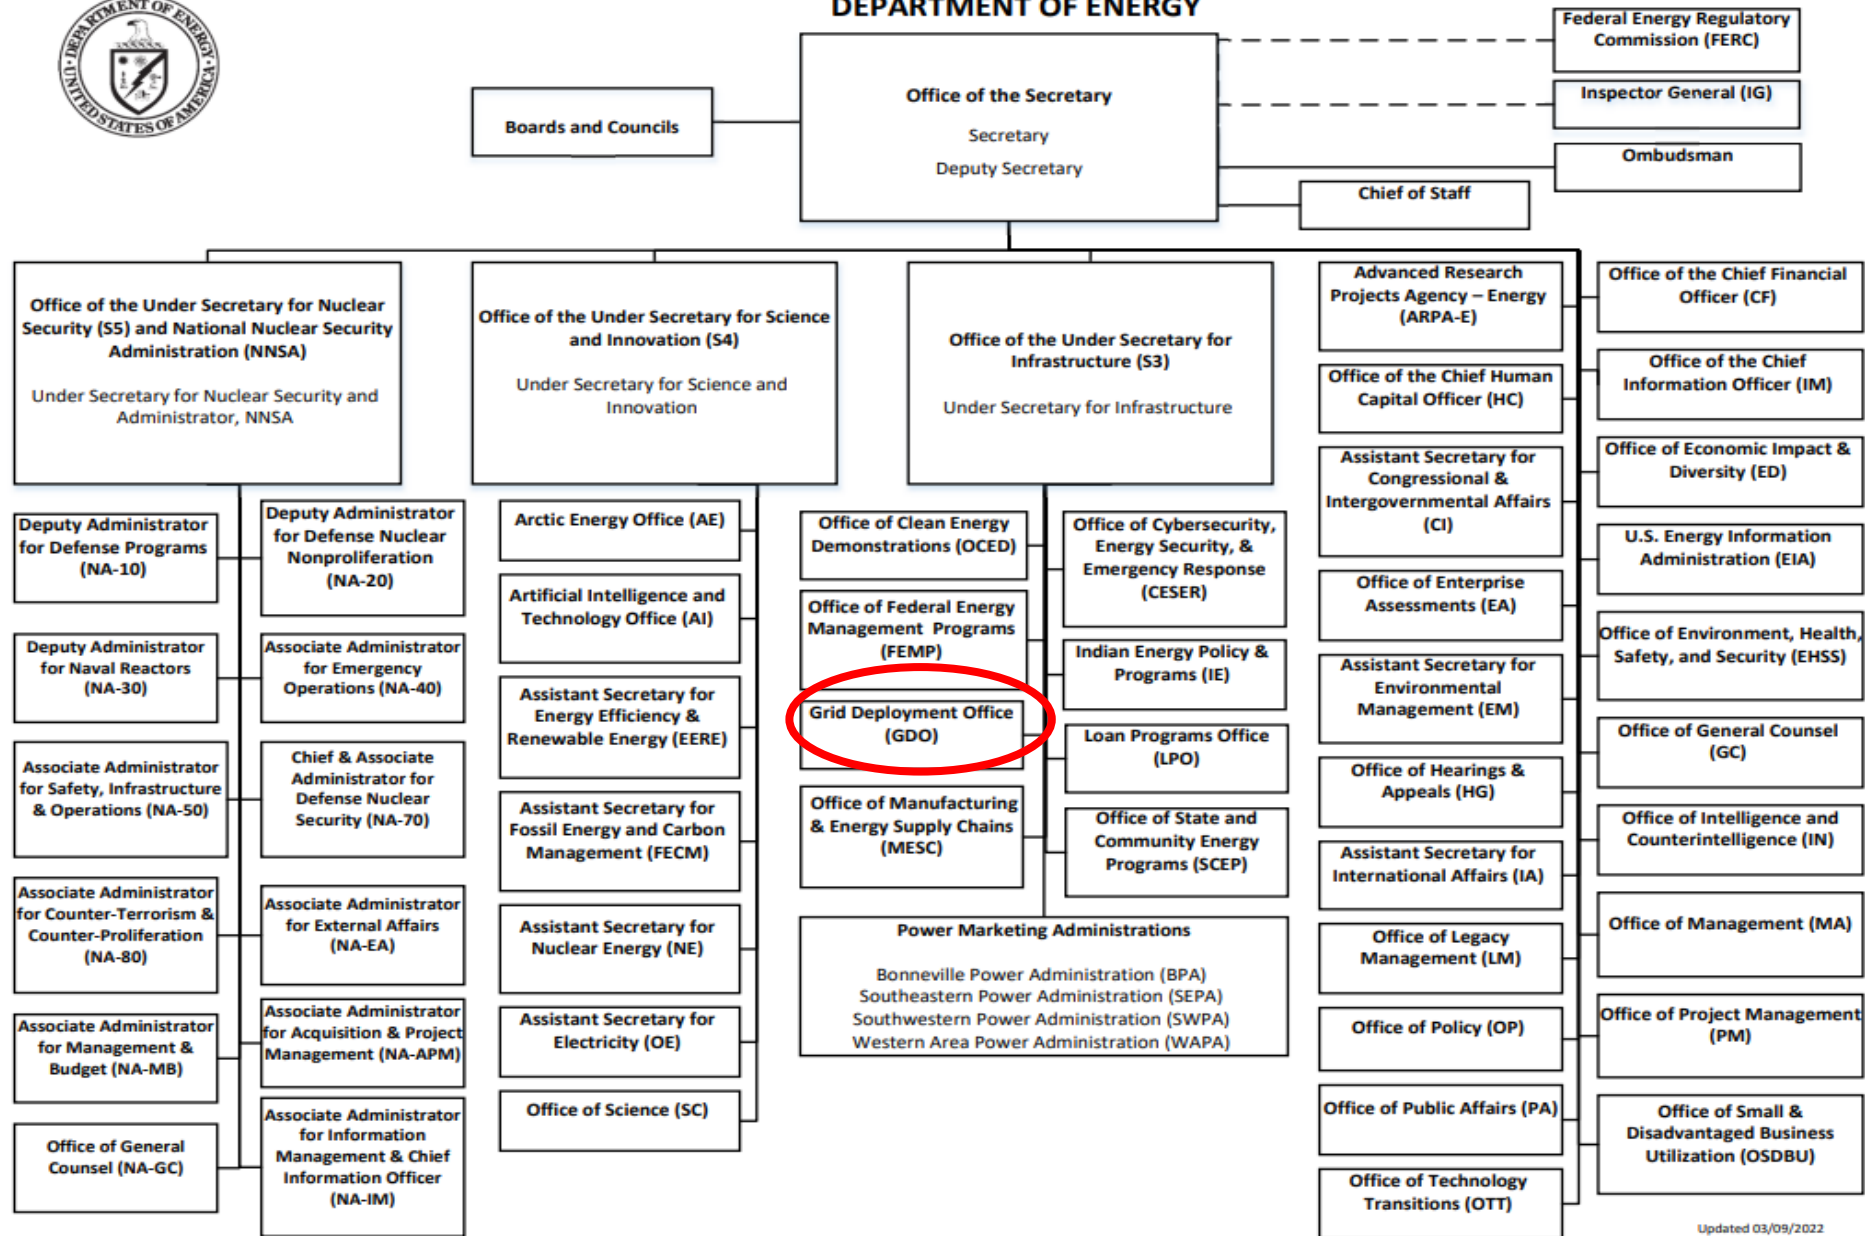 DEPARTMENT OF ENERGY
DEPARTMENT OF ENERGY
UNITED STATES OF AMERICA
Federal Energy Regulatory
Commission (FERC)
Inspector General (IG)
Ombudsman
Chief of Staff
Boards and Councils
Office of the Secretary
Secretary
Deputy Secretary
Office of the Under Secretary for Nuclear
Security (S5) and National Nuclear Security
Administration (NNSA)
Under Secretary for Nuclear Security and
Administrator, NNSA
Office of the Under Secretary for Science
and Innovation (S4)
Under Secretary for Science and
Innovation
Office of the Under Secretary for
Infrastructure (S3)
Under Secretary for Infrastructure
Deputy Administrator
for Defense Programs
(NA-10)
Deputy Administrator
for Defense Nuclear
Nonproliferation
(NA-20)
Deputy Administrator
for Naval Reactors
(NA-30)
Associate Administrator
for Emergency
Operations (NA-40)
Associate Administrator
for Safety, Infrastructure
& Operations (NA-50)
Chief & Associate
Administrator for
Defense Nuclear
Security (NA-70)
Associate Administrator
for Counter-Terrorism &
Counter-Proliferation
(NA-80)
Associate Administrator
for External Affairs
(NA-EA)
Associate Administrator
for Management &
Budget (NA-MB)
Associate Administrator
for Acquisition & Project
Management (NA-APM)
Office of General
Counsel (NA-GC)
Associate Administrator
for Information
Management & Chief
Information Officer
(NA-IM)
Arctic Energy Office (AE)
Artificial Intelligence and
Technology Office (AI)
Assistant Secretary for
Energy Efficiency &
Renewable Energy (EERE)
Assistant Secretary for
Fossil Energy and Carbon
Management (FECM)
Assistant Secretary for
Nuclear Energy (NE)
Assistant Secretary for
Electricity (OE)
Office of Science (SC)
Office of Clean Energy
Demonstrations (OCED)
Office of Cybersecurity,
Energy Security, &
Emergency Response
(CESER)
Office of Federal Energy
Management Programs
(FEMP)
Indian Energy Policy &
Programs (IE)
Grid Deployment Office
(GDO)
Loan Programs Office
(LPO)
Office of Manufacturing
& Energy Supply Chains
(MESC)
Office of State and
Community Energy
Programs (SCEP)
Power Marketing Administrations
Bonneville Power Administration (BPA)
Southeastern Power Administration (SEPA)
Southwestern Power Administration (SWPA)
Western Area Power Administration (WAPA)
Advanced Research
Projects Agency – Energy
(ARPA-E)
Office of the Chief Financial
Officer (CF)
Office of the Chief Human
Capital Officer (HC)
Office of the Chief
Information Officer (IM)
Assistant Secretary for
Congressional &
Intergovernmental Affairs
(CI)
Office of Economic Impact &
Diversity (ED)
Office of Enterprise
Assessments (EA)
U.S. Energy Information
Administration (EIA)
Assistant Secretary for
Environmental
Management (EM)
Office of Environment, Health,
Safety, and Security (EHSS)
Office of Hearings &
Appeals (HG)
Office of General Counsel
(GC)
Assistant Secretary for
International Affairs (IA)
Office of Intelligence and
Counterintelligence (IN)
Office of Legacy
Management (LM)
Office of Management (MA)
Office of Policy (OP)
Office of Project Management
(PM)
Office of Public Affairs (PA)
Office of Small &
Disadvantaged Business
Utilization (OSDBU)
Office of Technology
Transitions (OTT)
Updated 03/09/2022